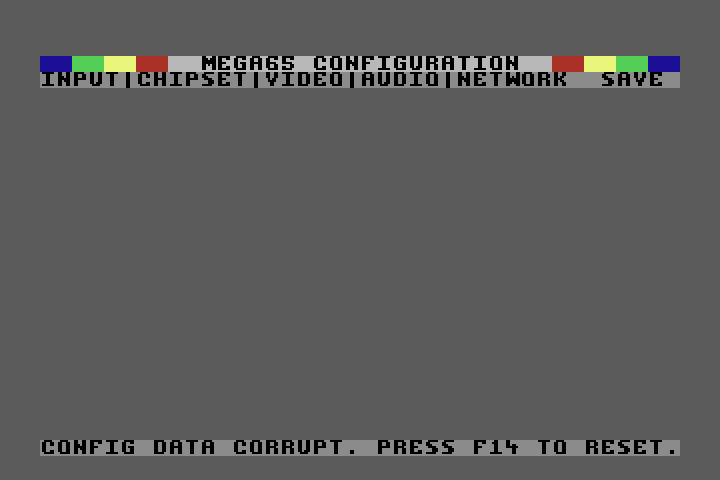 MEGA65 CONFIGURATION
INPUT|CHIPSET|VIDEO|AUDIO|NETWORK SAVE
CONFIG DATA CORRUPT. PRESS F14 TO RESET.